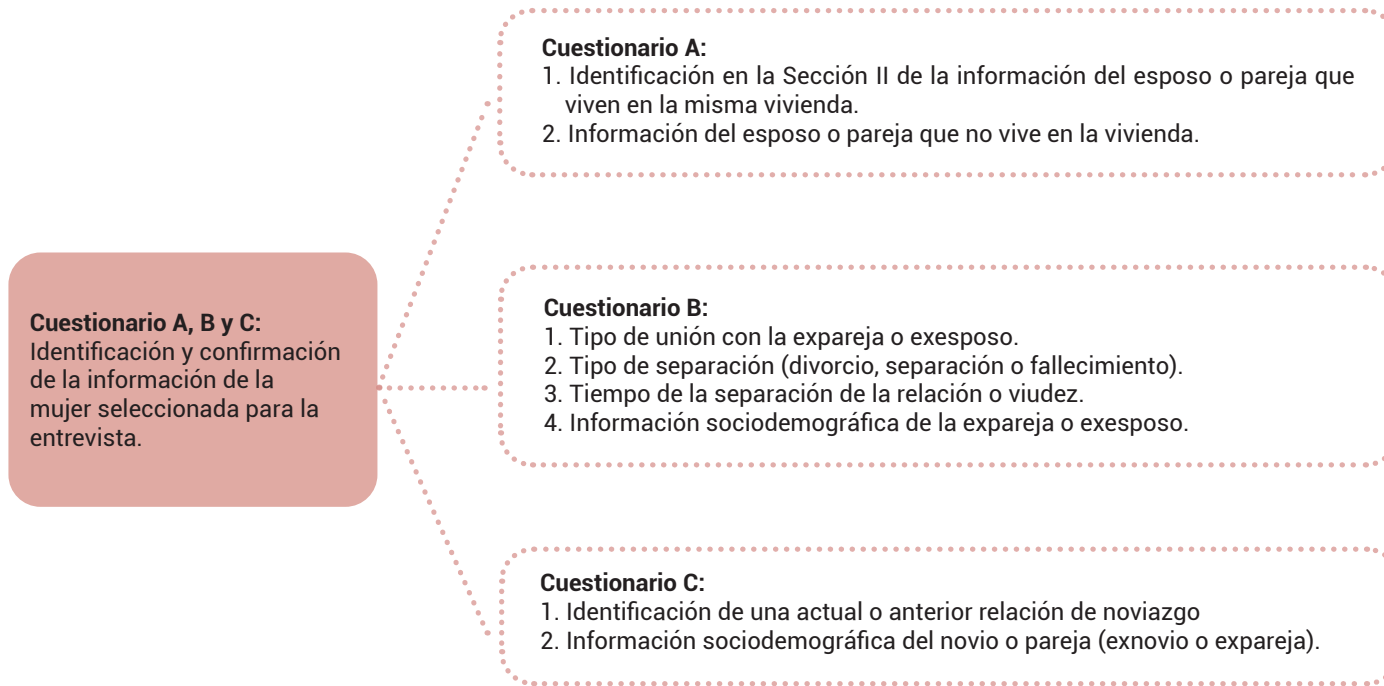 Cuestionario A, B y C:
Identificación y confirmación
de la información de la
mujer seleccionada para la
entrevista.
Cuestionario A:
1. Identificación en la Sección II de la información del esposo o pareja que
viven en la misma vivienda.
2. Información del esposo o pareja que no vive en la vivienda.
Cuestionario B:
1. Tipo de unión con la expareja o exesposo.
2. Tipo de separación (divorcio, separación o fallecimiento).
3. Tiempo de la separación de la relación o viudez.
4. Información sociodemográfica de la expareja o exesposo.
Cuestionario C:
1. Identificación de una actual o anterior relación de noviazgo
2. Información sociodemográfica del novio o pareja (exnovio o expareja).